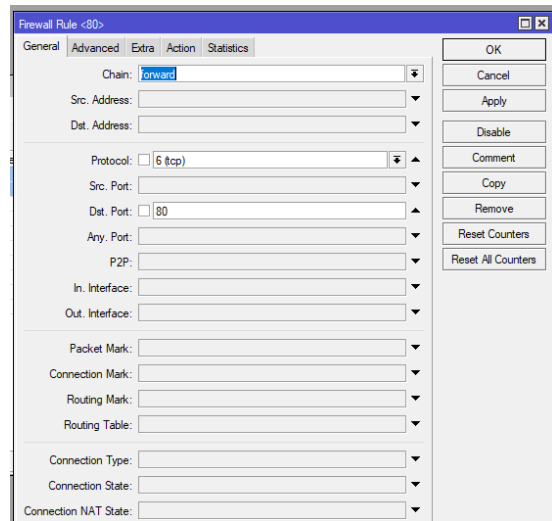 Firewall Rule <80>
General Advanced Extra Action Statistics
OK
Chain: forward
Cancel
Src. Address:
Apply
Dst. Address:
Disable
Protocol: 6 (tcp)
Comment
Src. Port:
Copy
Dst. Port: 80
Remove
Any. Port:
Reset Counters
P2P:
Reset All Counters
In. Interface:
Out. Interface:
Packet Mark:
Connection Mark:
Routing Mark:
Routing Table:
Connection Type:
Connection State:
Connection NAT State: